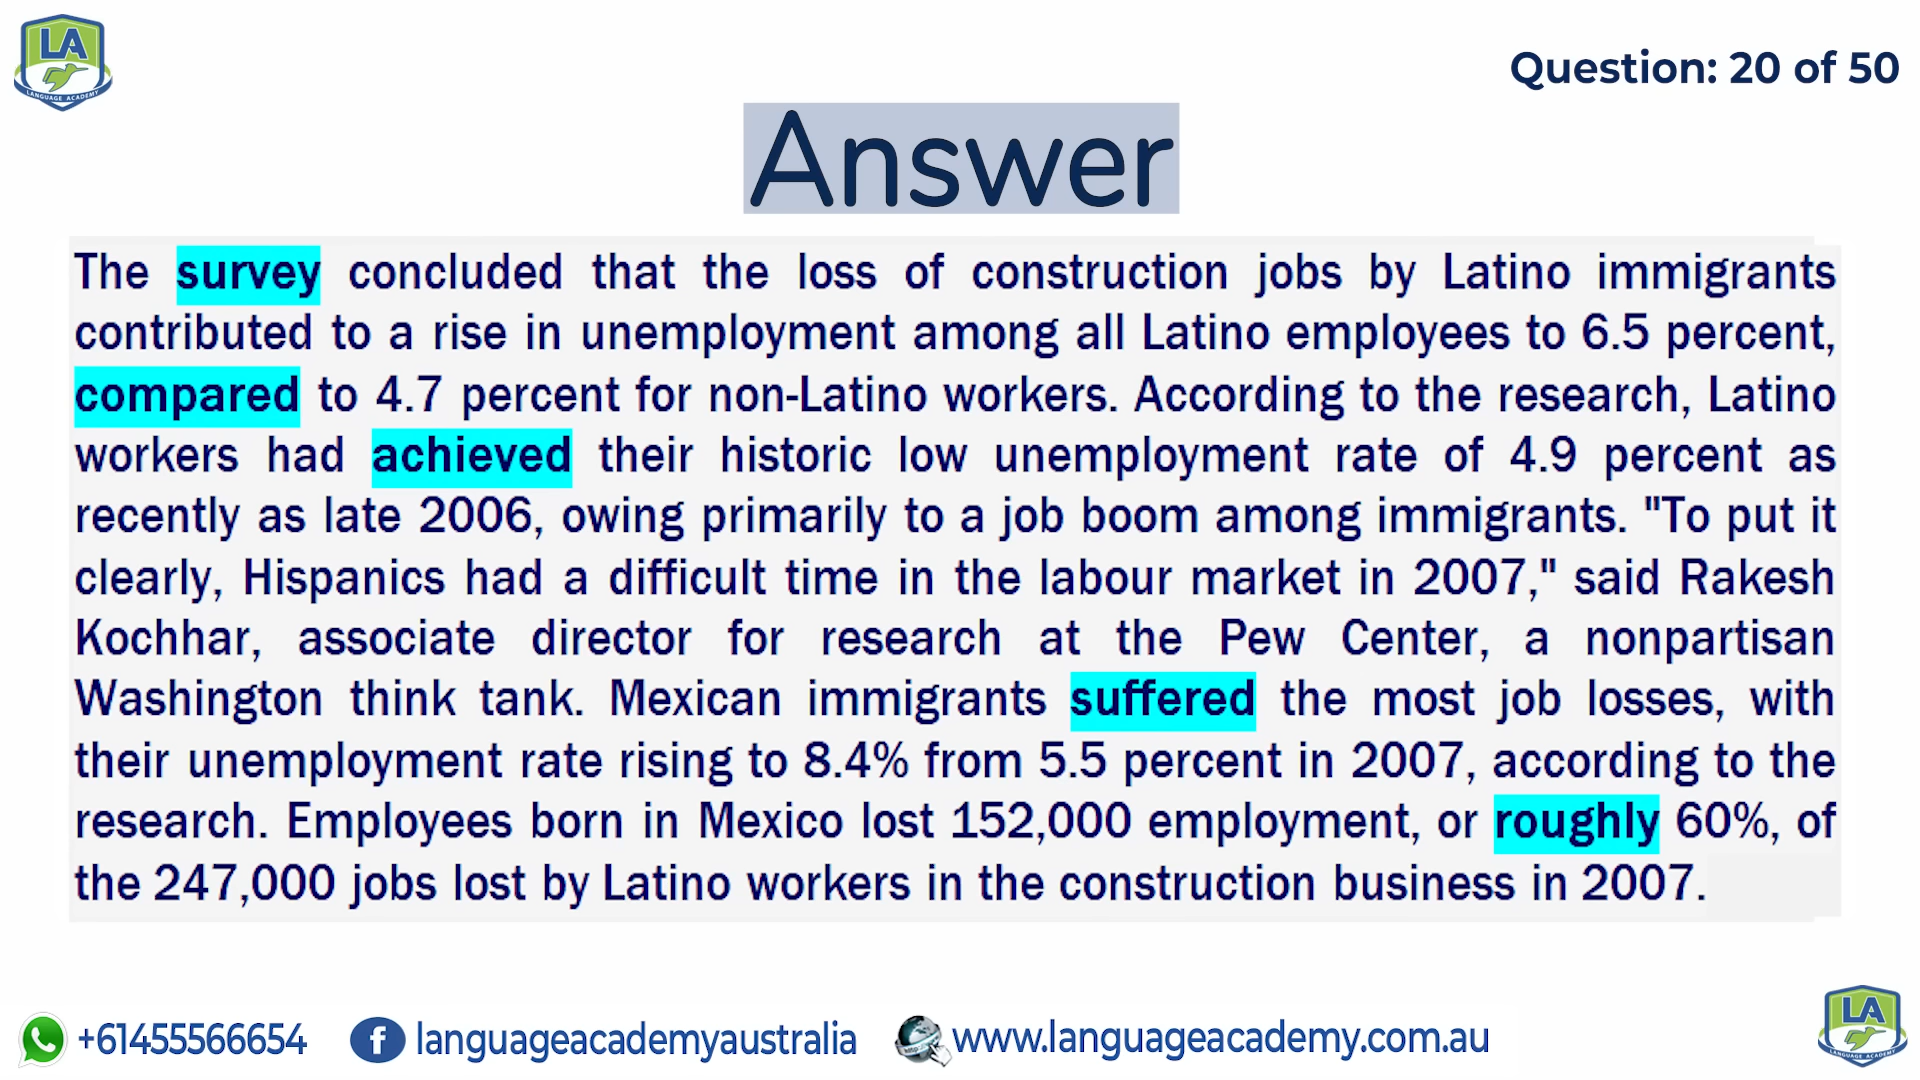 LA
LANGUAGE ACADEMY
Question: 20 of 50
Answer
The survey concluded that the loss of construction jobs by Latino immigrants
contributed to a rise in unemployment among all Latino employees to 6.5 percent,
compared to 4.7 percent for non-Latino workers. According to the research, Latino
workers had achieved their historic low unemployment rate of 4.9 percent as
recently as late 2006, owing primarily to a job boom among immigrants. "To put it
clearly, Hispanics had a difficult time in the labour market in 2007," said Rakesh
Kochhar, associate director for research at the Pew Center, a nonpartisan
Washington think tank. Mexican immigrants suffered the most job losses, with
their unemployment rate rising to 8.4% from 5.5 percent in 2007, according to the
research. Employees born in Mexico lost 152,000 employment, or roughly 60%, of
the 247,000 jobs lost by Latino workers in the construction business in 2007.
+61455566654 languageacademyaustralia www.languageacademy.com.au
LA
LANGUAGE ACADEMY